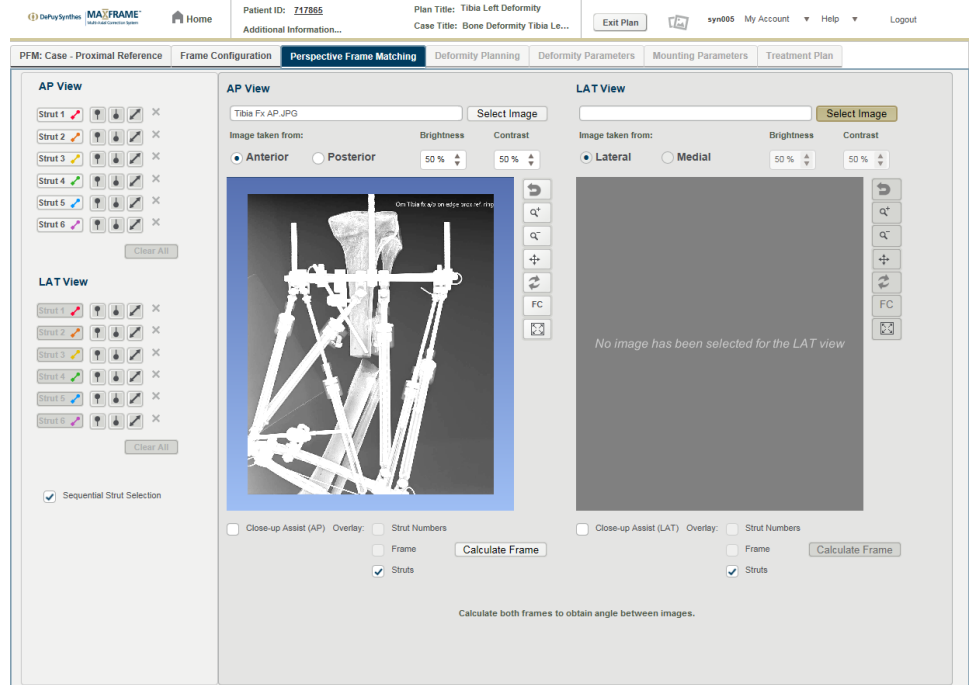 DePuy Synthes MAXFRAME™ Home Patient ID: 717865 Plan Title: Tibia Left Deformity Exit Plan syn005 My Account ▼ Help ▼ Logout
Multi-Axial Correction System Additional Information... Case Title: Bone Deformity Tibia Le...
PFM: Case - Proximal Reference Frame Configuration Perspective Frame Matching Deformity Planning Deformity Parameters Mounting Parameters Treatment Plan
AP View
Strut 1
Strut 2
Strut 3
Strut 4
Strut 5
Strut 6
Clear All
LAT View
Strut 1
Strut 2
Strut 3
Strut 4
Strut 5
Strut 6
Clear All
Sequential Strut Selection
AP View
Tibia Fx AP.JPG Select Image
Image taken from: Brightness Contrast
Anterior Posterior 50 % 50 %
FC
Close-up Assist (AP) Overlay: Strut Numbers
Frame Calculate Frame
Struts
LAT View
Select Image
Image taken from: Brightness Contrast
Lateral Medial 50 % 50 %
No image has been selected for the LAT view
FC
Close-up Assist (LAT) Overlay: Strut Numbers
Frame Calculate Frame
Struts
Calculate both frames to obtain angle between images.